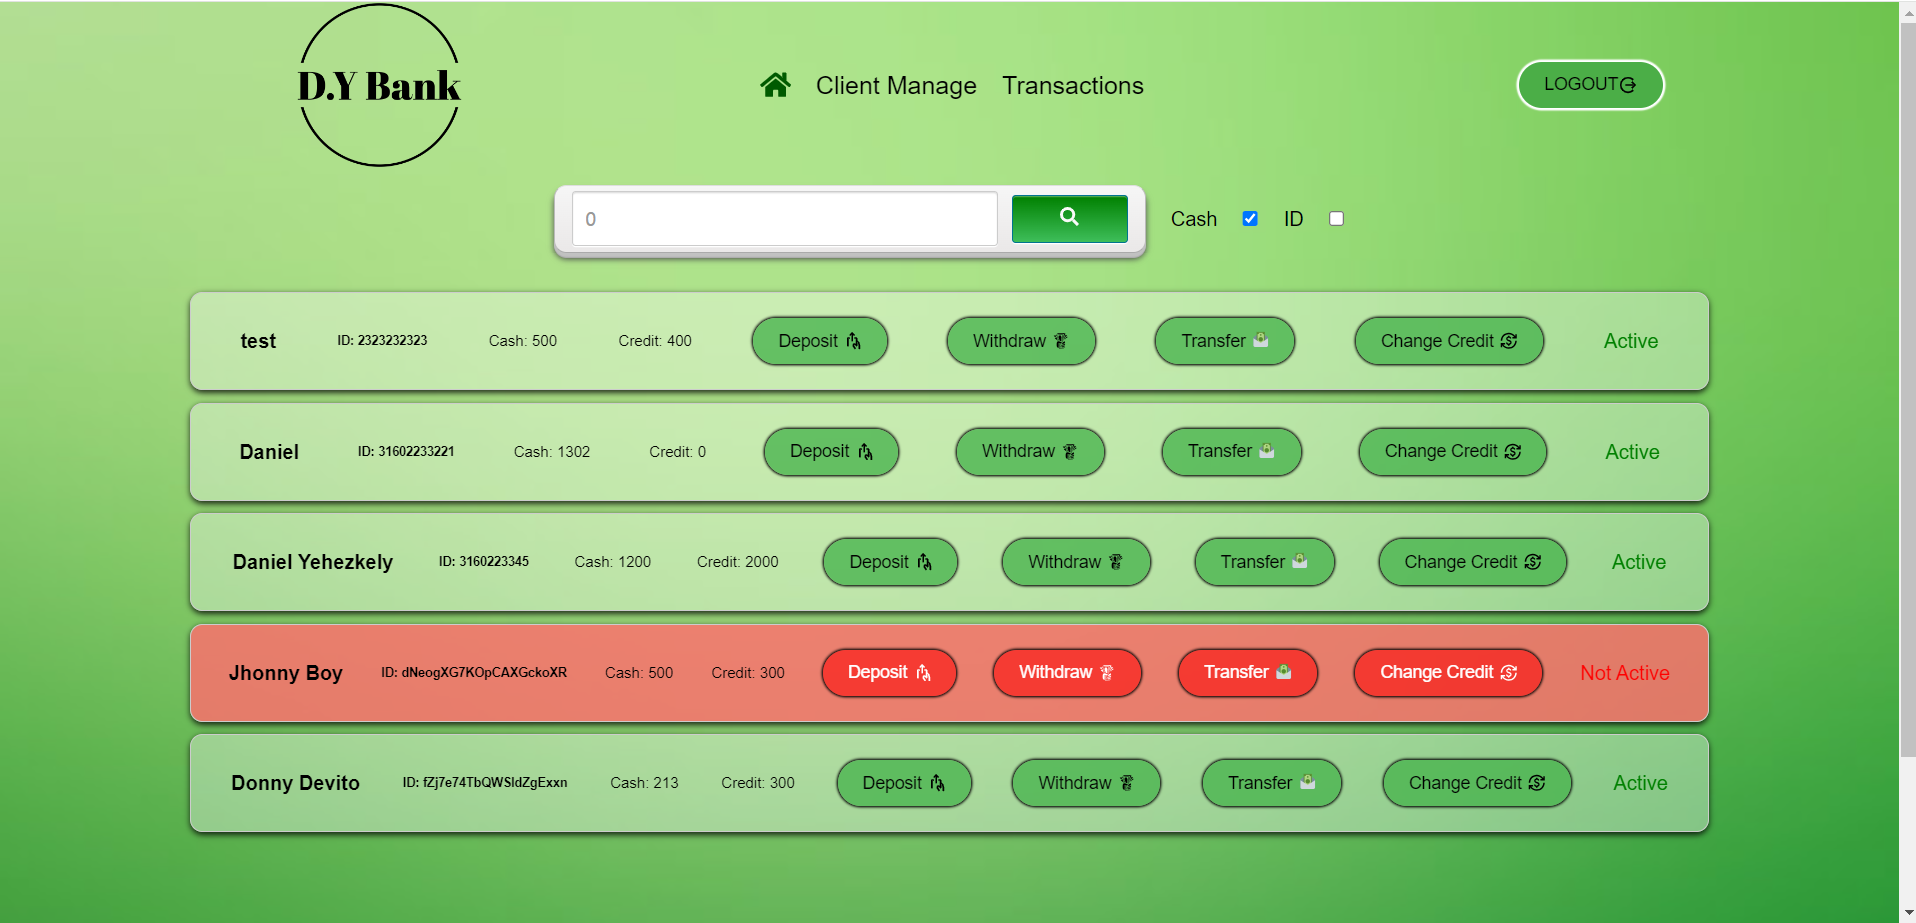 D.Y Bank
Client Manage Transactions
LOGOUT
0
Cash ID
test ID: 2323232323 Cash: 500 Credit: 400 Deposit Withdraw Transfer Change Credit Active
Daniel ID: 31602233221 Cash: 1302 Credit: 0 Deposit Withdraw Transfer Change Credit Active
Daniel Yehezkely ID: 3160223345 Cash: 1200 Credit: 2000 Deposit Withdraw Transfer Change Credit Active
Jhonny Boy ID: dNeogXG7KOpCAXGckoXR Cash: 500 Credit: 300 Deposit Withdraw Transfer Change Credit Not Active
Donny Devito ID: fZj7e74TbQWSldZgExxn Cash: 213 Credit: 300 Deposit Withdraw Transfer Change Credit Active